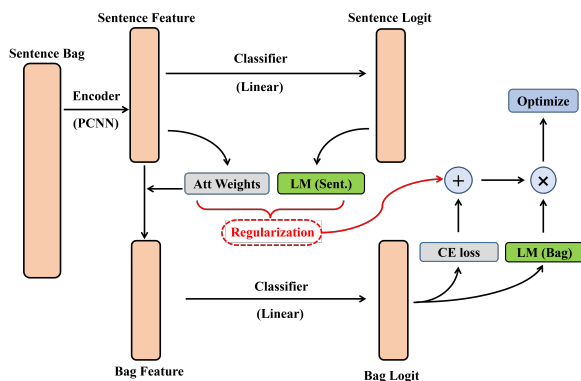 Sentence Feature
Sentence Logit
Sentence Bag
Classifier
(Linear)
Encoder
(PCNN)
Optimize
Att Weights
LM (Sent.)
+
×
Regularization
CE loss
LM (Bag)
Classifier
(Linear)
Bag Feature
Bag Logit